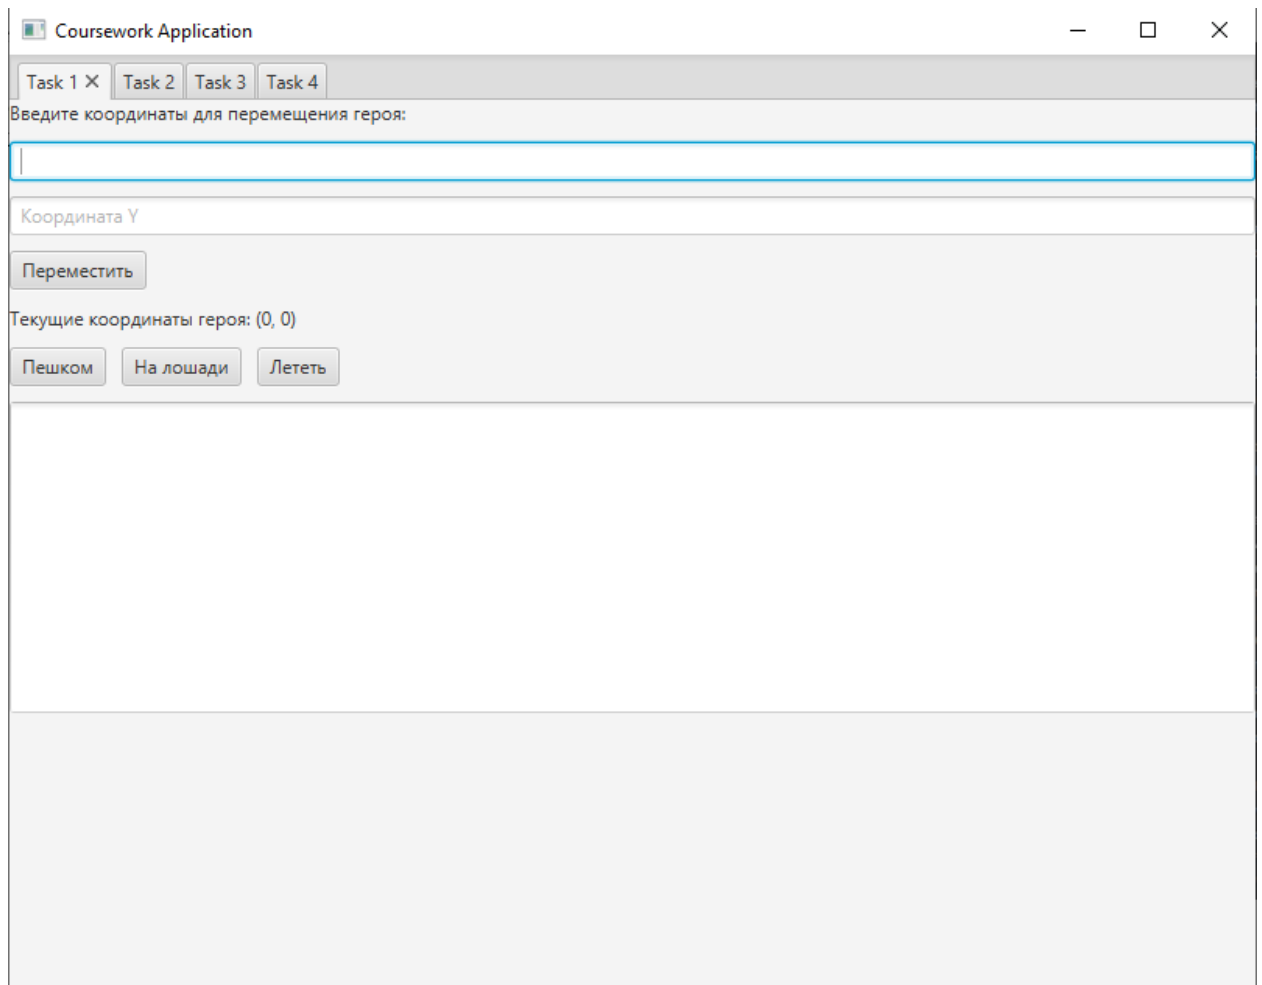 Coursework Application
Task 1 Task 2 Task 3 Task 4
Введите координаты для перемещения героя:
Координата Y
Переместить
Текущие координаты героя: (0, 0)
Пешком На лошади Лететь